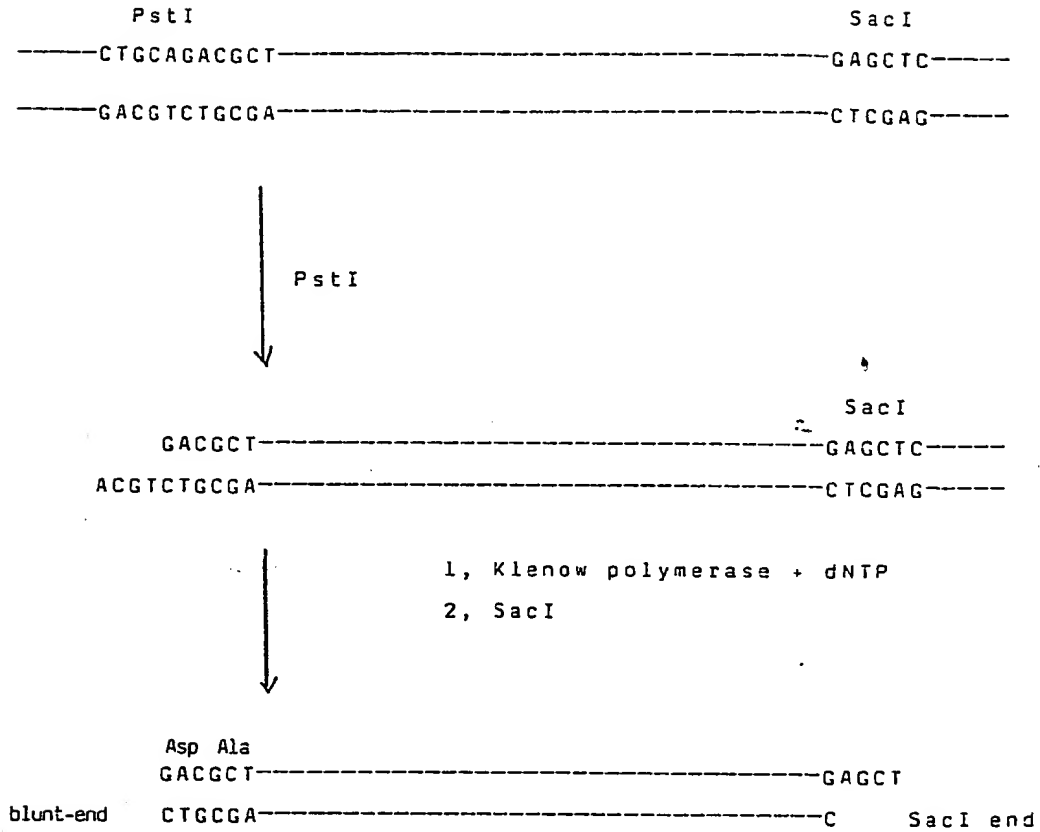 PstI SacI
-----CTGCAGACGCT-----------------------------------GAGCTC-----
-----GACGTCTGCGA-----------------------------------CTCGAG-----
PstI
SacI
GACGCT-----------------------------------GAGCTC-----
ACGTCTGCGA-----------------------------------CTCGAG-----
1, Klenow polymerase + dNTP
2, SacI
Asp Ala
GACGCT-----------------------------------GAGCT
blunt-end CTGCGA-----------------------------------C SacI end